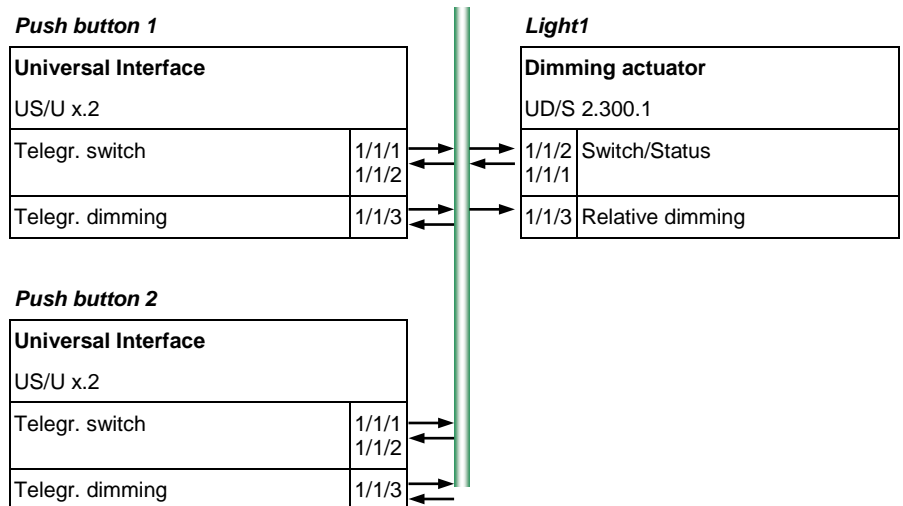 Push button 1
Universal Interface
US/U x.2
Telegr. switch 1/1/1
1/1/2
Telegr. dimming 1/1/3
Light1
Dimming actuator
UD/S 2.300.1
1/1/2 Switch/Status
1/1/1
1/1/3 Relative dimming
Push button 2
Universal Interface
US/U x.2
Telegr. switch 1/1/1
1/1/2
Telegr. dimming 1/1/3